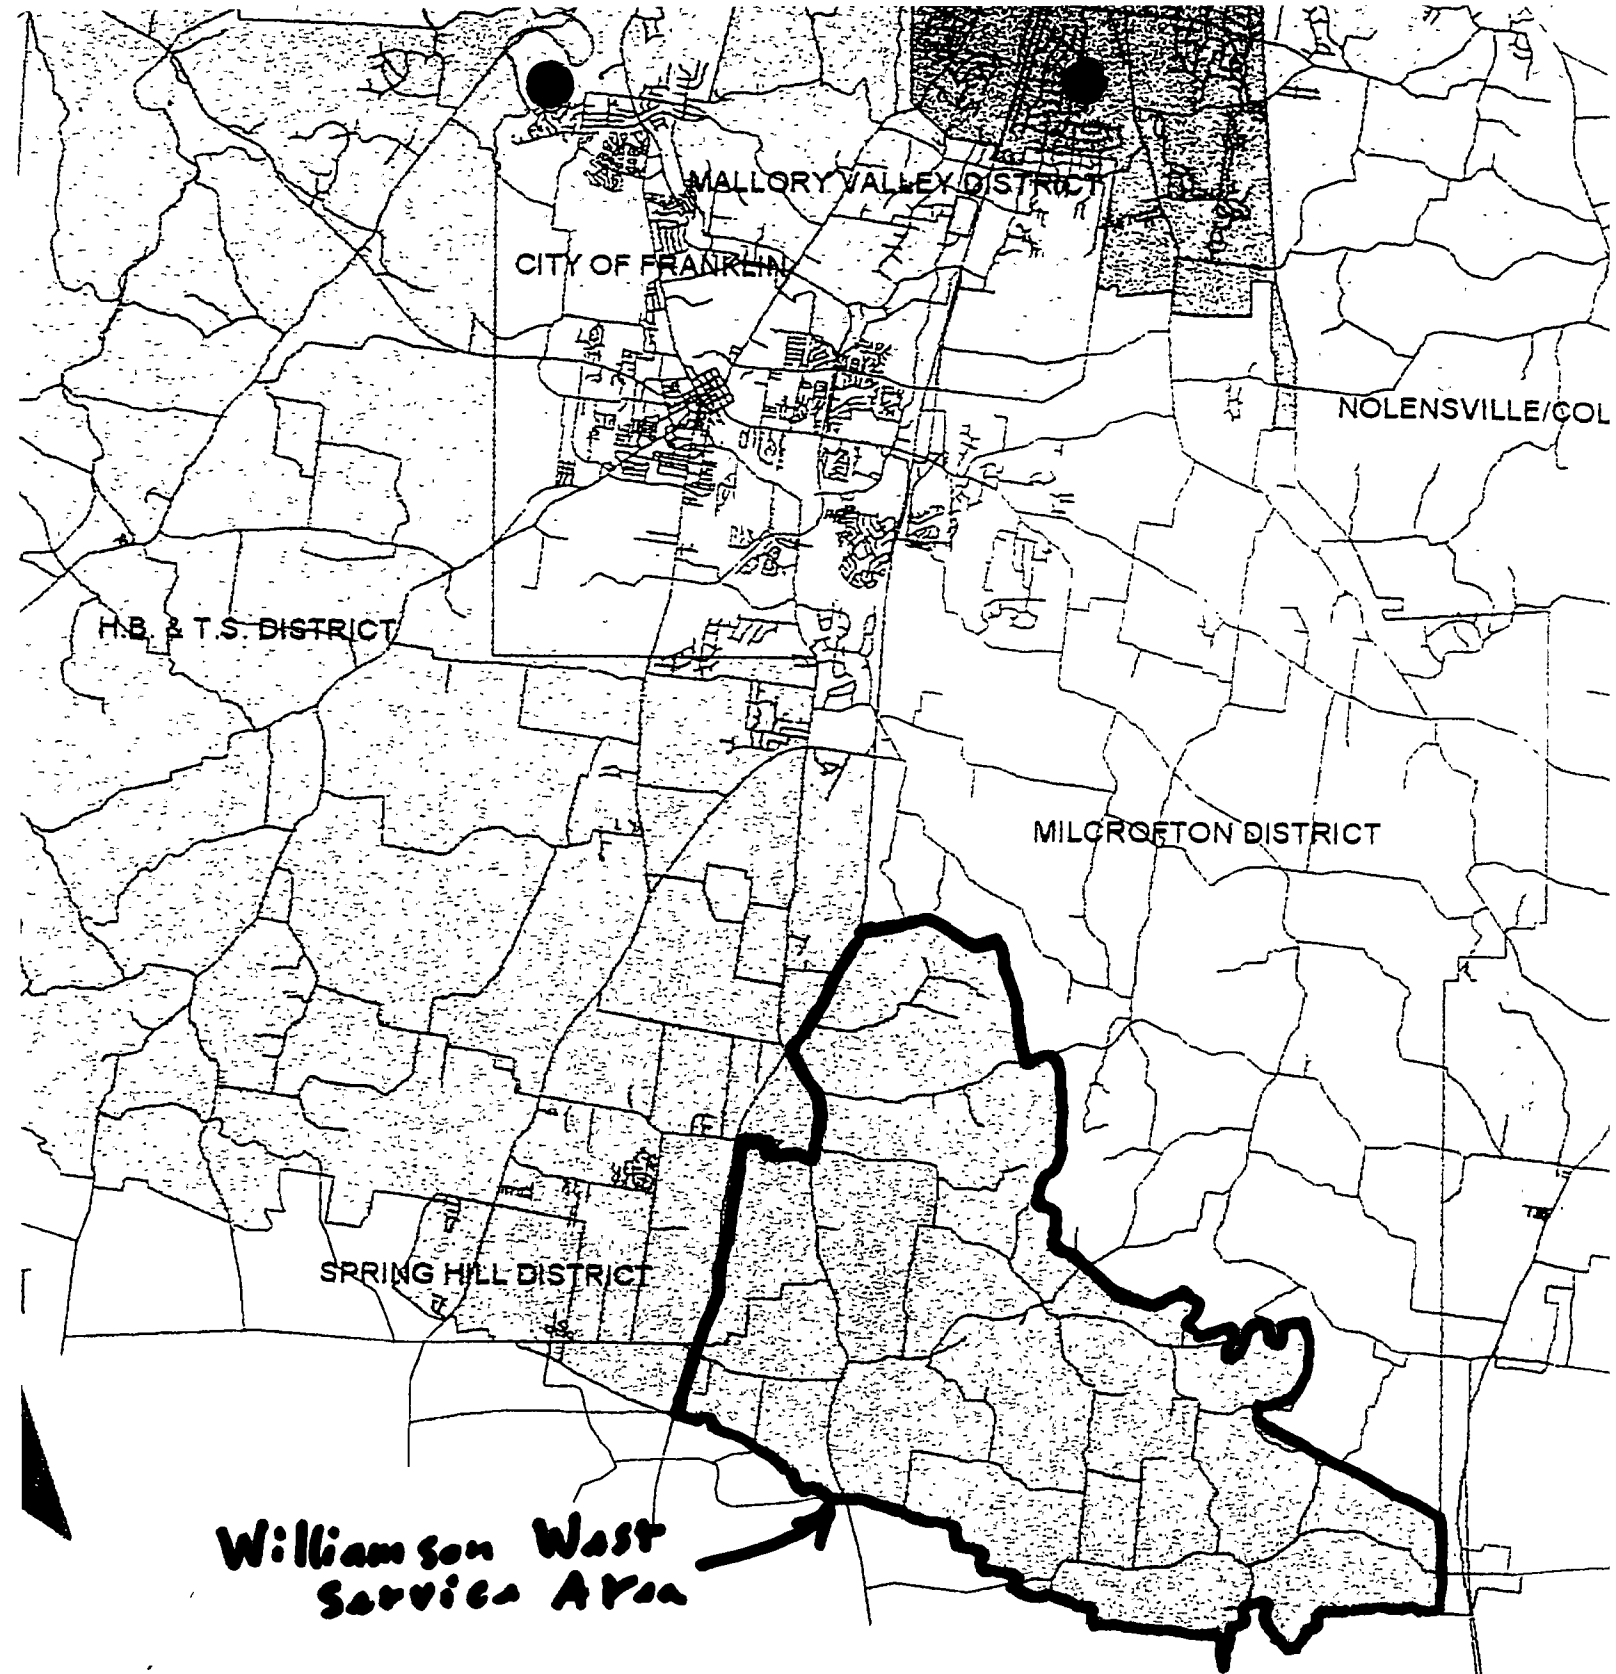 MALLORY VALLEY DISTRICT
CITY OF FRANKLIN
NOLENSVILLE/COL
H.B. & T.S. DISTRICT
MILCROFTON DISTRICT
SPRING HILL DISTRICT
Williamson West
Service Area